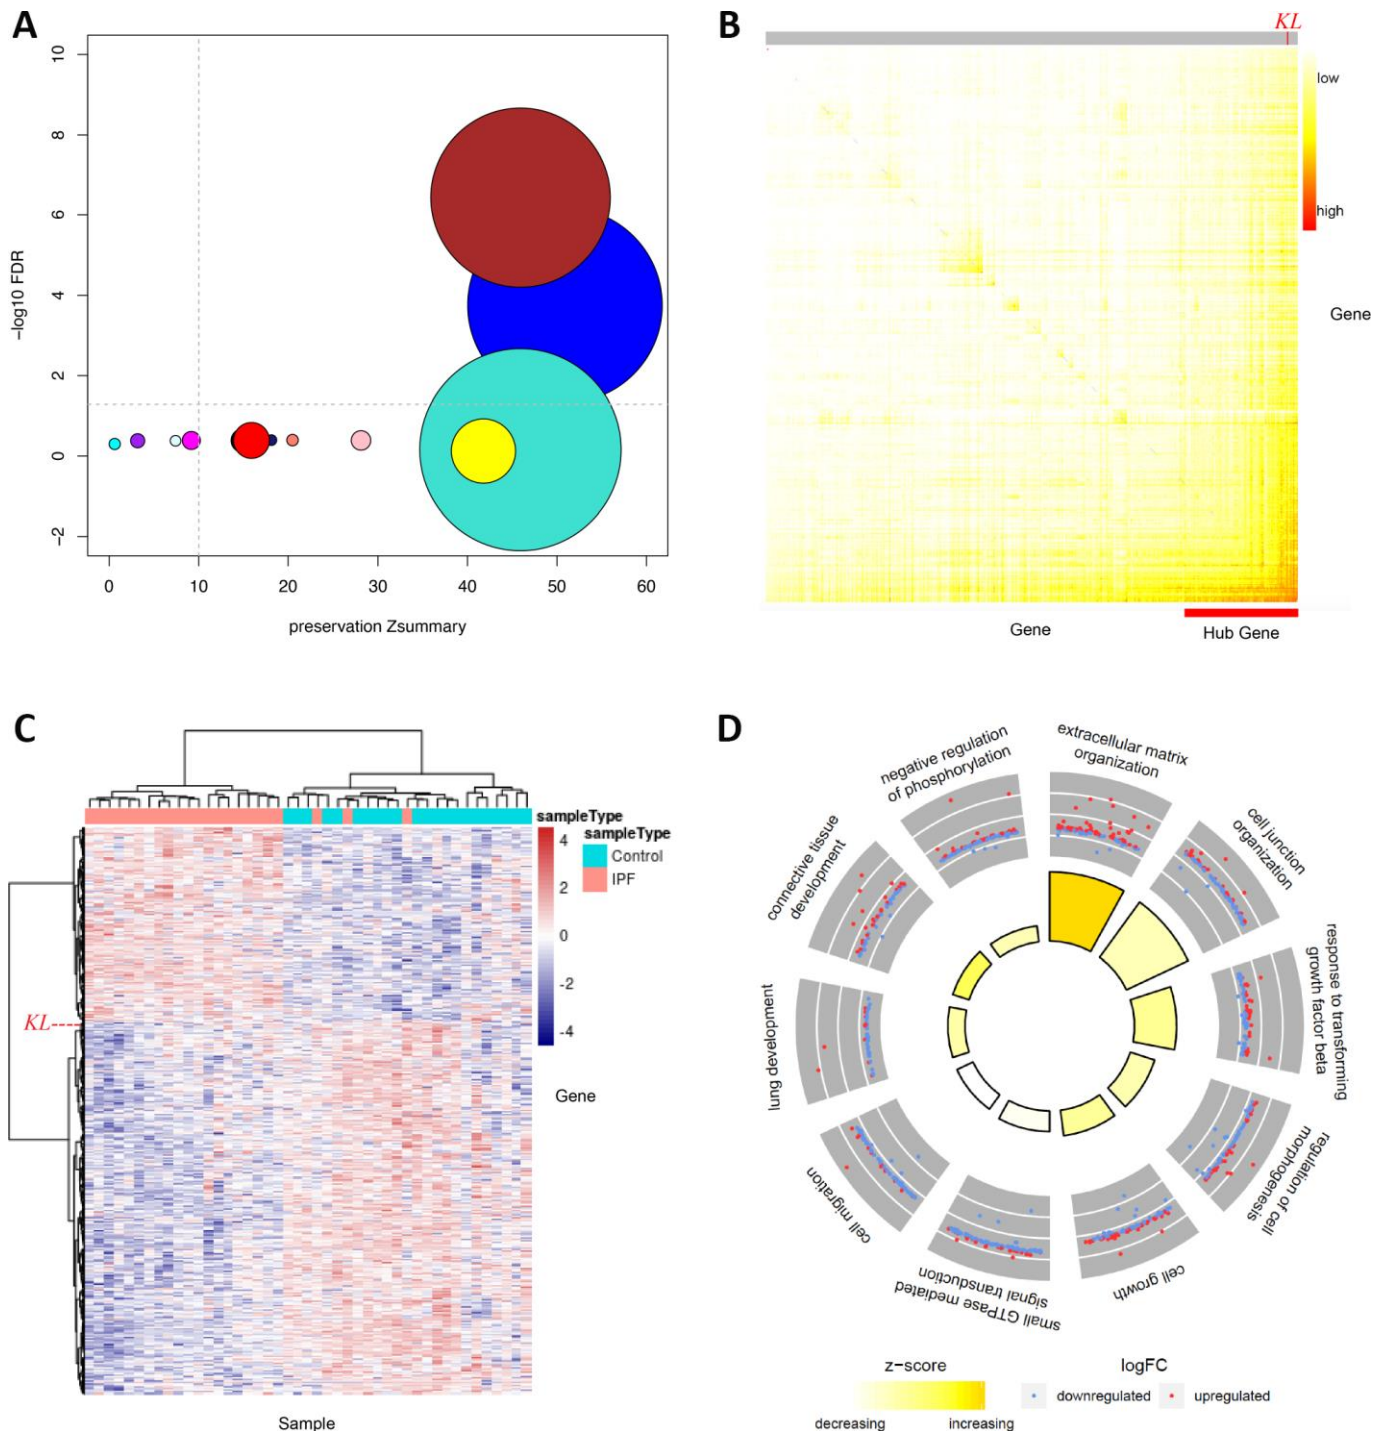 A
10
8
6
4
2
0
−2
−log10 FDR
0 10 20 30 40 50 60
preservation Zsummary
B
KL
low
high
Gene
Gene
Hub Gene
C
sampleType
4
2
0
-2
-4
sampleType
Control
IPF
KL
Gene
Sample
D
negative regulation
of phosphorylation
extracellular matrix
organization
cell junction
organization
response to transforming
growth factor beta
regulation of cell
morphogenesis
cell growth
small GTPase mediated
signal transduction
cell migration
lung development
connective tissue
development
z−score
decreasing increasing
logFC
downregulated upregulated